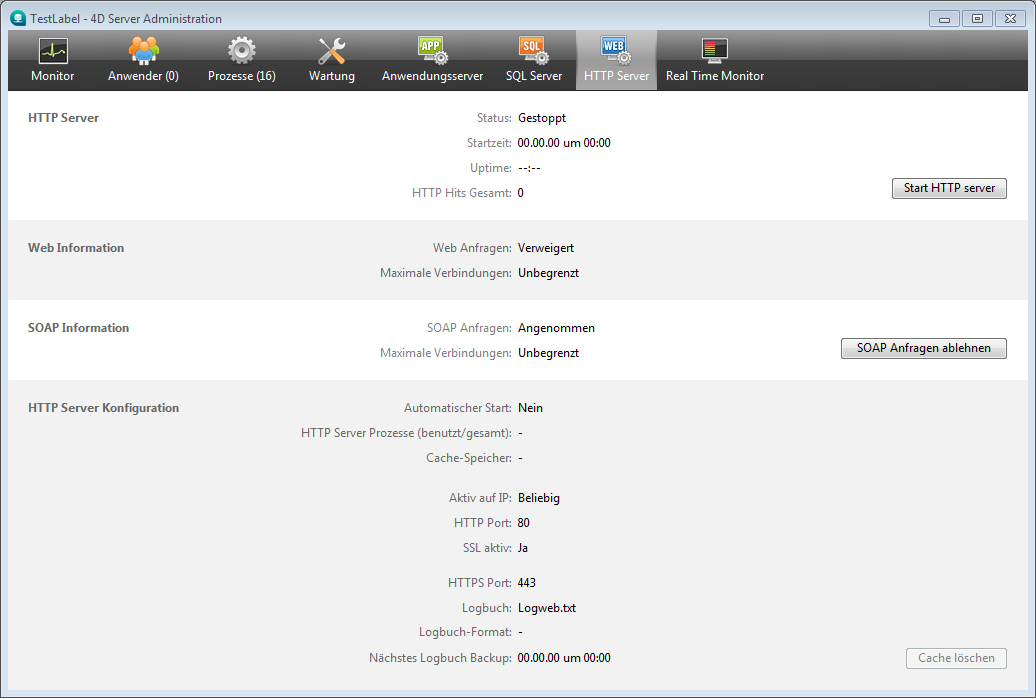 TestLabel - 4D Server Administration
Monitor
Anwender (0)
Prozesse (16)
Wartung
APP
Anwendungsserver
SQL
SQL Server
WEB
HTTP Server
Real Time Monitor
HTTP Server
Status: Gestoppt
Startzeit: 00.00.00 um 00:00
Uptime: --:--
HTTP Hits Gesamt: 0
Start HTTP server
Web Information
Web Anfragen: Verweigert
Maximale Verbindungen: Unbegrenzt
SOAP Information
SOAP Anfragen: Angenommen
Maximale Verbindungen: Unbegrenzt
SOAP Anfragen ablehnen
HTTP Server Konfiguration
Automatischer Start: Nein
HTTP Server Prozesse (benutzt/gesamt): -
Cache-Speicher: -
Aktiv auf IP: Beliebig
HTTP Port: 80
SSL aktiv: Ja
HTTPS Port: 443
Logbuch: Logweb.txt
Logbuch-Format: -
Nächstes Logbuch Backup: 00.00.00 um 00:00
Cache löschen